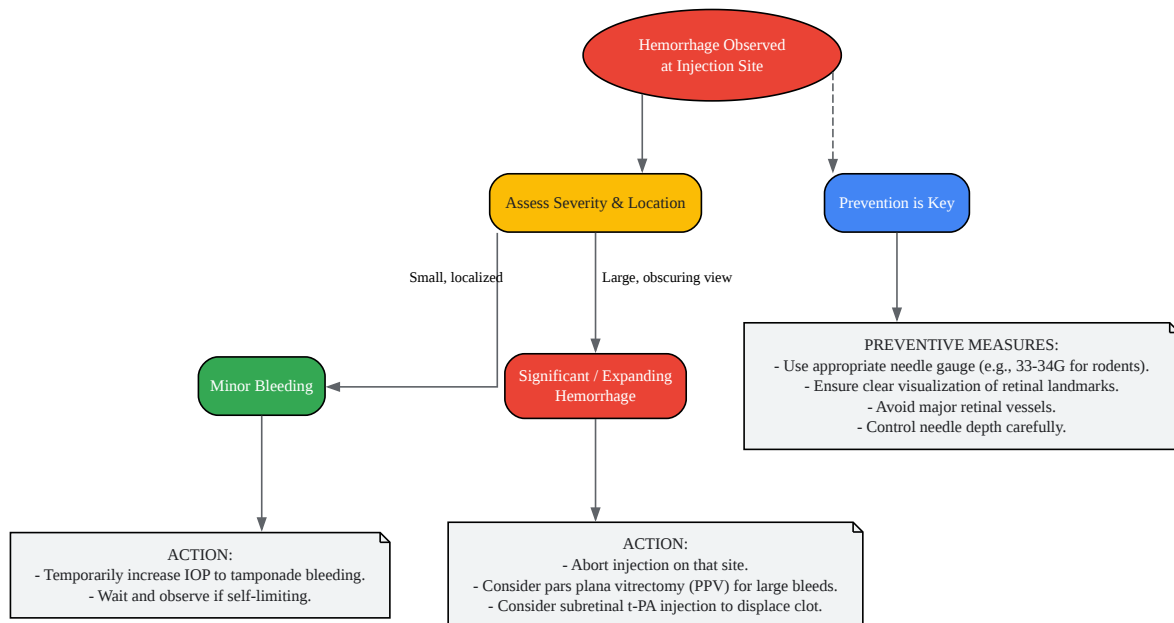 Hemorrhage Observed
at Injection Site
Assess Severity & Location
Prevention is Key
Small, localized
Large, obscuring view
PREVENTIVE MEASURES:
- Use appropriate needle gauge (e.g., 33-34G for rodents).
- Ensure clear visualization of retinal landmarks.
- Avoid major retinal vessels.
- Control needle depth carefully.
Minor Bleeding
Significant / Expanding
Hemorrhage
ACTION:
- Temporarily increase IOP to tamponade bleeding.
- Wait and observe if self-limiting.
ACTION:
- Abort injection on that site.
- Consider pars plana vitrectomy (PPV) for large bleeds.
- Consider subretinal t-PA injection to displace clot.